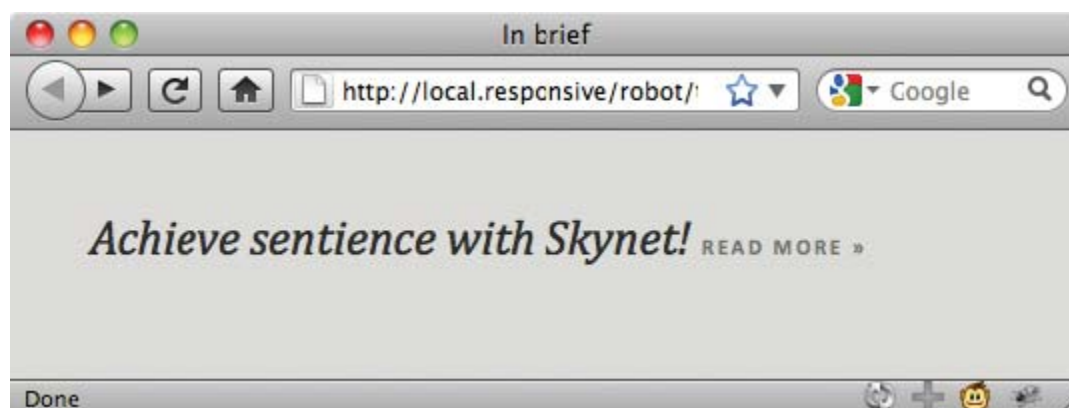 In brief
http://local.responsive/robot/
Google
Achieve sentience with Skynet! READ MORE »
Done